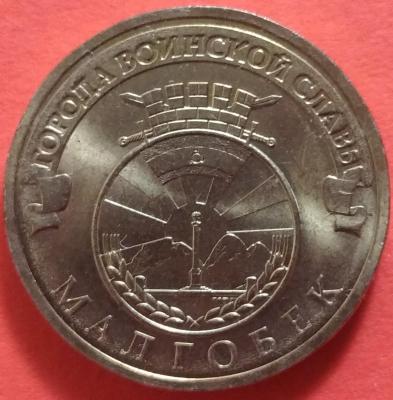 ГОРОДА ВОИНСКОЙ СЛАВЫ
МАЛГОБЕК